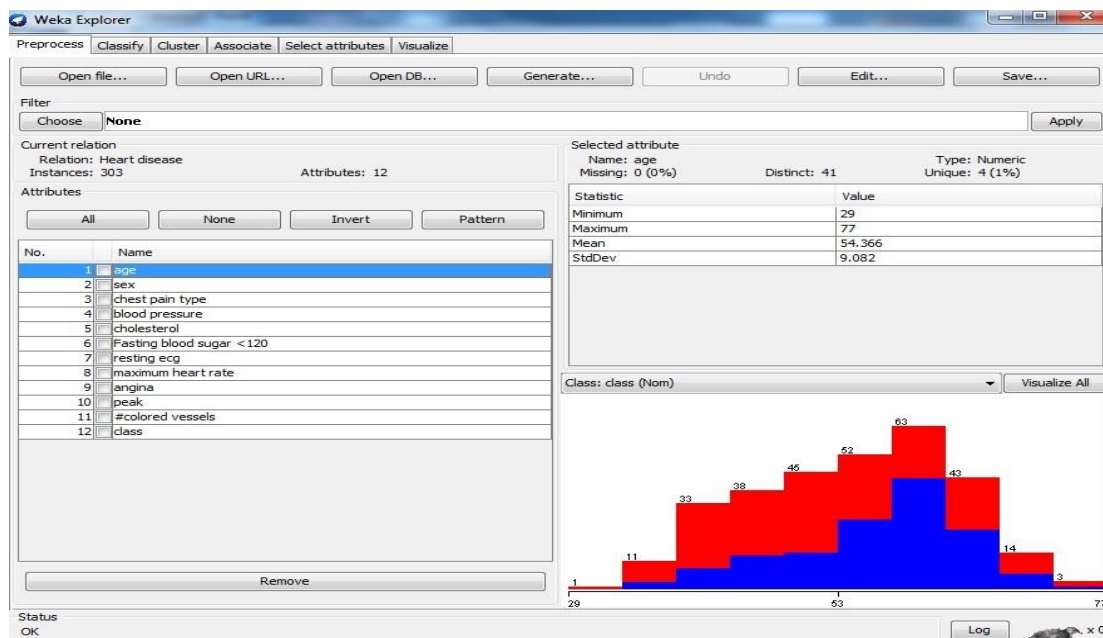 Weka Explorer
Preprocess Classify Cluster Associate Select attributes Visualize
Open file... Open URL... Open DB... Generate... Undo Edit... Save...
Filter
Choose None Apply
Current relation
Relation: Heart disease
Instances: 303 Attributes: 12
Attributes
All None Invert Pattern
No. Name
1 age
2 sex
3 chest pain type
4 blood pressure
5 cholesterol
6 Fasting blood sugar <120
7 resting ecg
8 maximum heart rate
9 angina
10 peak
11 #colored vessels
12 class
Remove
Selected attribute
Name: age Type: Numeric
Missing: 0 (0%) Distinct: 41 Unique: 4 (1%)
Statistic Value
Minimum 29
Maximum 77
Mean 54.366
StdDev 9.082
Class: class (Nom) Visualize All
1 11 33 38 45 52 63 43 14 3
29 53 77
Status
OK
Log x 0